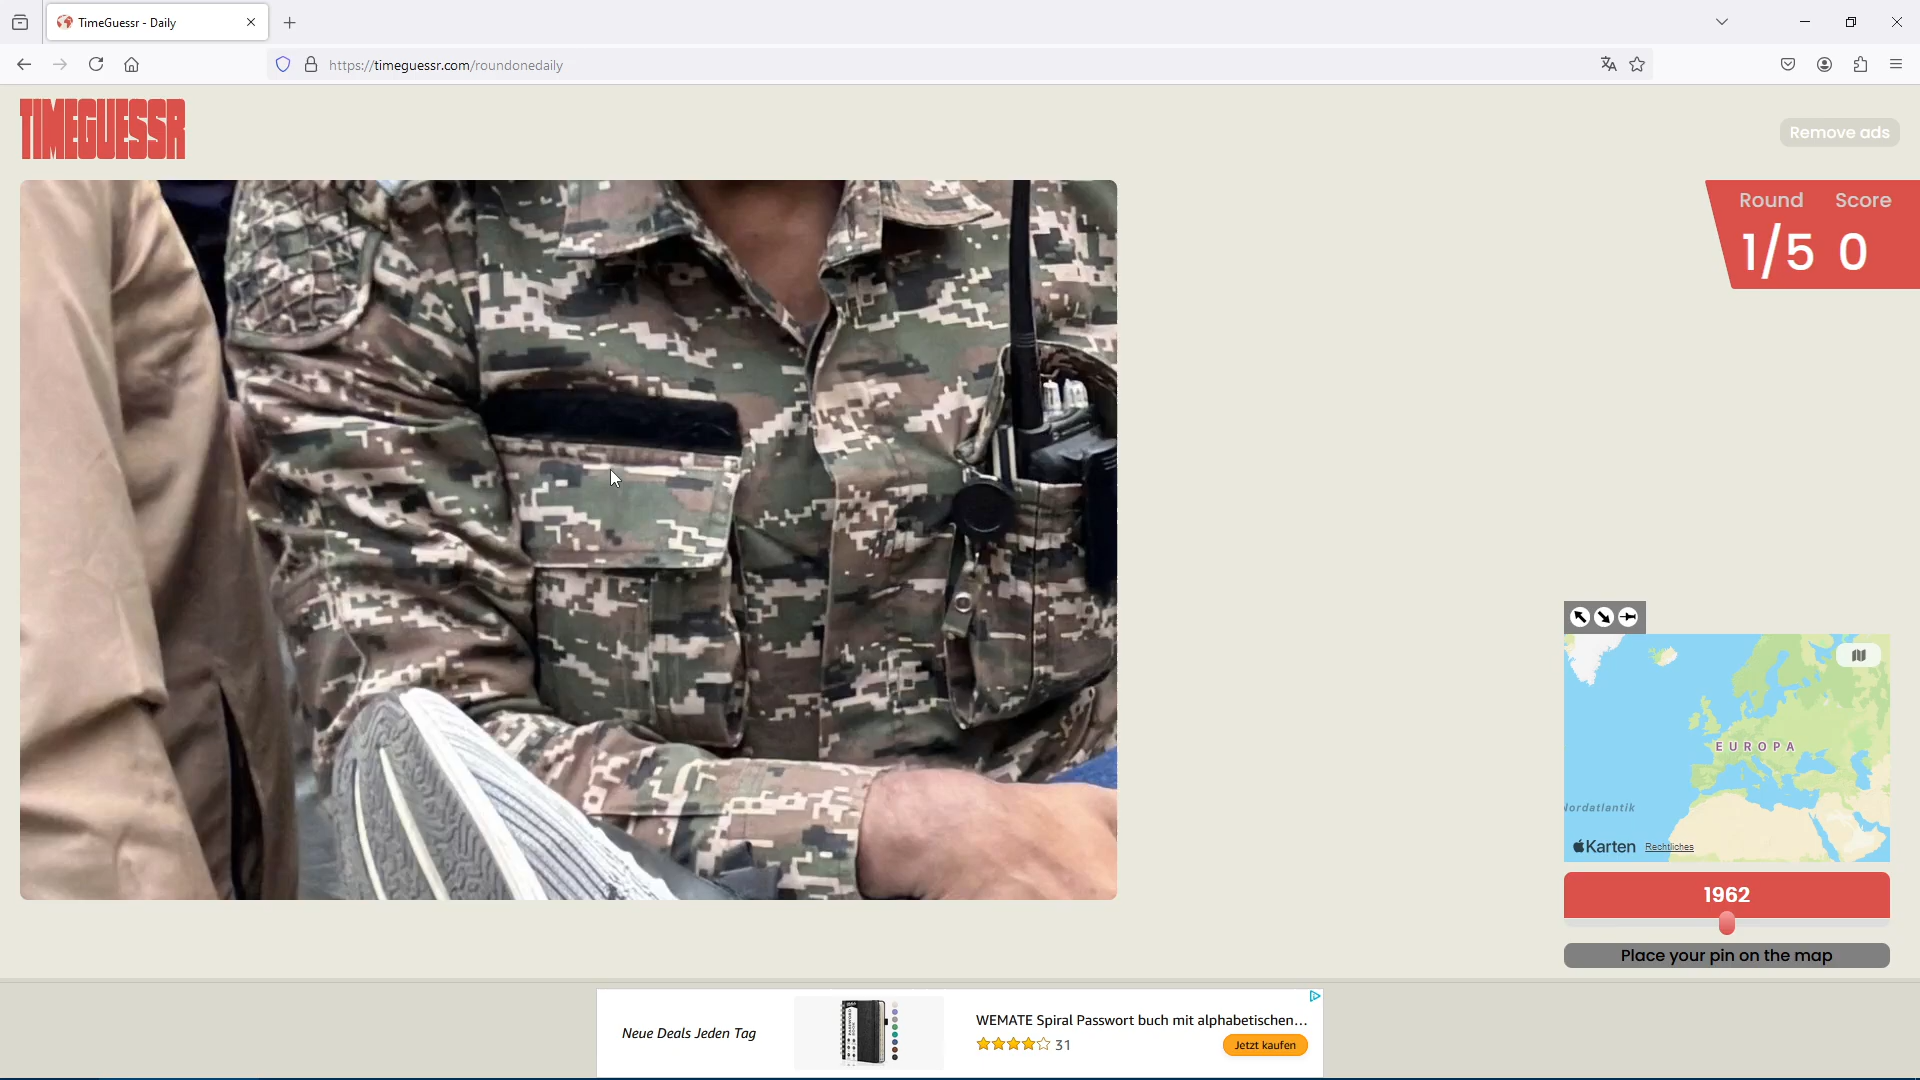 TimeGuessr - Daily
https://timeguessr.com/roundonedaily
TIMEGUESSR
Remove ads
Round Score
1/5 0
EUROPA
Nordatlantik
Karten Rechtliches
1962
Place your pin on the map
Neue Deals Jeden Tag
WEMATE Spiral Passwort buch mit alphabetischen...
31
Jetzt kaufen